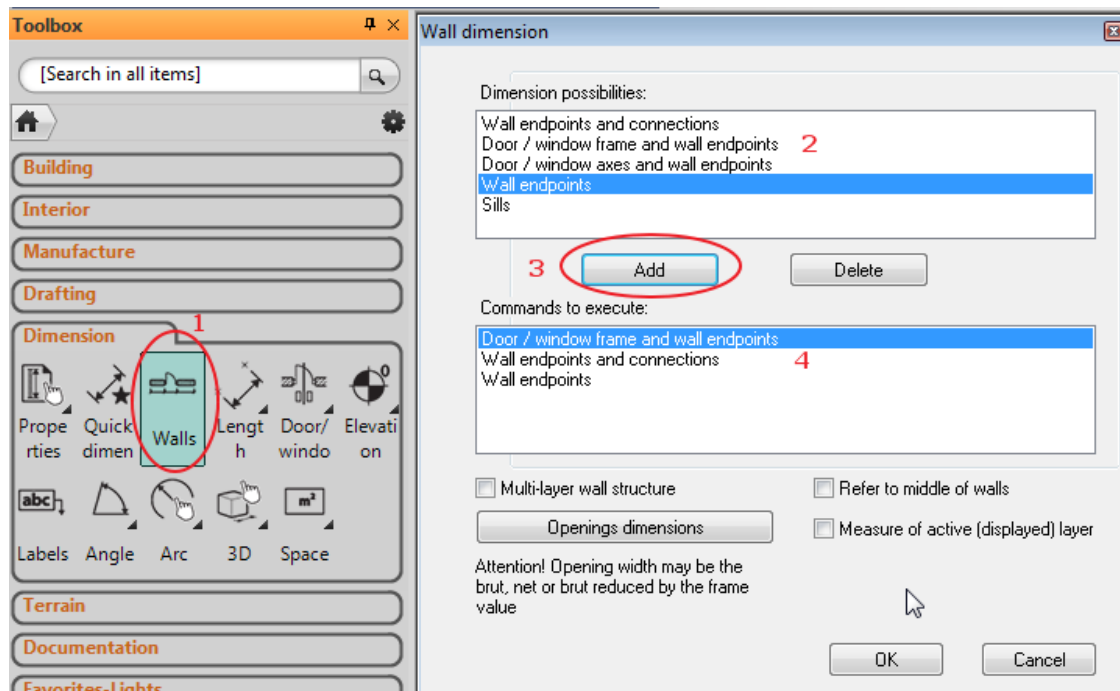 Toolbox
[Search in all items]
Building
Interior
Manufacture
Drafting
Dimension
1
Prope
rties
Quick
dimen
Walls
Lengt
h
Door/
windo
Elevati
on
abc
m²
Labels
Angle
Arc
3D
Space
Terrain
Documentation
Favorites-Lights
Wall dimension
Dimension possibilities:
Wall endpoints and connections
Door / window frame and wall endpoints
2
Door / window axes and wall endpoints
Wall endpoints
Sills
3
Add
Delete
Commands to execute:
Door / window frame and wall endpoints
Wall endpoints and connections
4
Wall endpoints
Multi-layer wall structure
Refer to middle of walls
Openings dimensions
Measure of active (displayed) layer
Attention! Opening width may be the
brut, net or brut reduced by the frame
value
OK
Cancel